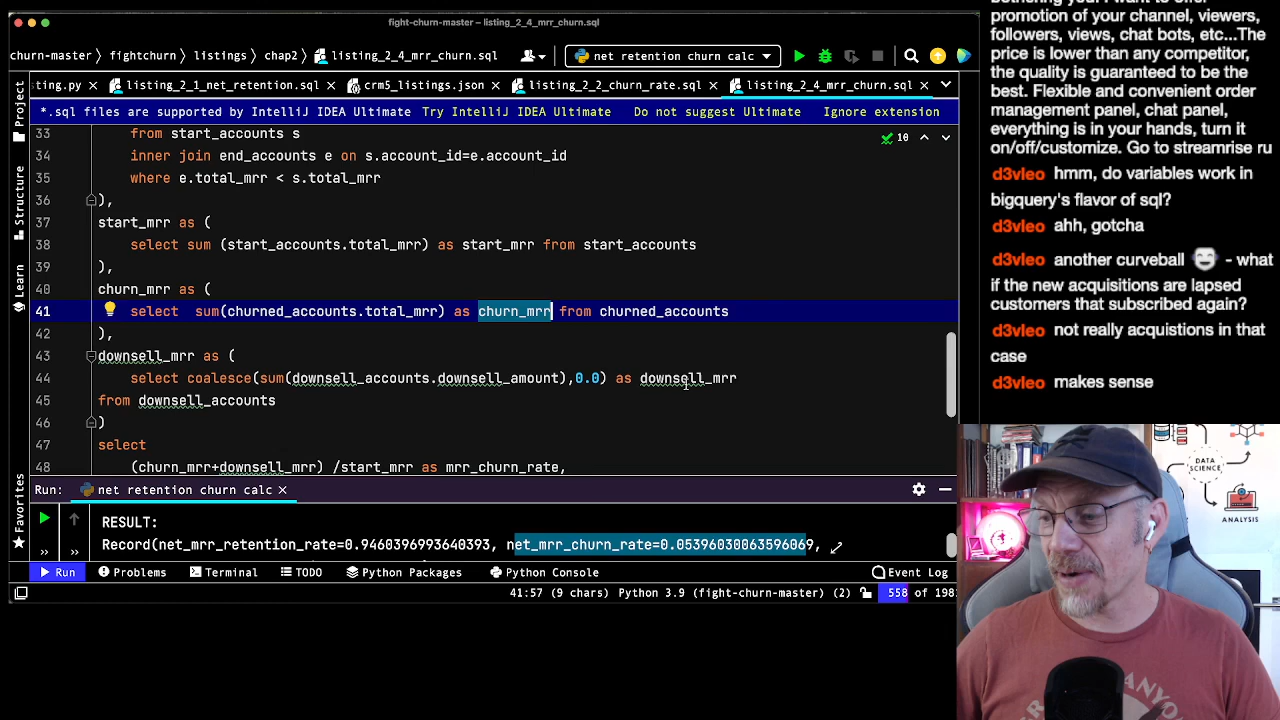 fight-churn-master – listing_2_4_mrr_churn.sql
churn-master › fightchurn › listings › chap2 › listing_2_4_mrr_churn.sql
net retention churn calc
ting.py
listing_2_1_net_retention.sql
crm5_listings.json
listing_2_2_churn_rate.sql
listing_2_4_mrr_churn.sql
*.sql files are supported by IntelliJ IDEA Ultimate Try IntelliJ IDEA Ultimate Do not suggest Ultimate Ignore extension
Project
Structure
Learn
Favorites
10
33 from start_accounts s
34 inner join end_accounts e on s.account_id=e.account_id
35 where e.total_mrr < s.total_mrr
36 ),
37 start_mrr as (
38 select sum (start_accounts.total_mrr) as start_mrr from start_accounts
39 ),
40 churn_mrr as (
41 select  sum(churned_accounts.total_mrr) as churn_mrr from churned_accounts
42 ),
43 downsell_mrr as (
44 select coalesce(sum(downsell_accounts.downsell_amount),0.0) as downsell_mrr
45 from downsell_accounts
46 )
47 select
48 (churn_mrr+downsell_mrr) /start_mrr as mrr_churn_rate,
Run: net retention churn calc
RESULT:
Record(net_mrr_retention_rate=0.9460396993640393, net_mrr_churn_rate=0.05396030063596069,
Run Problems Terminal TODO Python Packages Python Console Event Log
41:57 (9 chars) Python 3.9 (fight-churn-master) (2) 558 of 1981
promotion of your channel, viewers,
followers, views, chat bots, etc...The
price is lower than any competitor,
the quality is guaranteed to be the
best. Flexible and convenient order
management panel, chat panel,
everything is in your hands, turn it
on/off/customize. Go to streamrise ru
d3vleo hmm, do variables work in
bigquery's flavor of sql?
d3vleo ahh, gotcha
d3vleo another curveball - what
if the new acquisitions are lapsed
customers that subscribed again?
d3vleo not really acquistions in that
case
d3vleo makes sense
DATA
SCIENCE
ANALYSIS